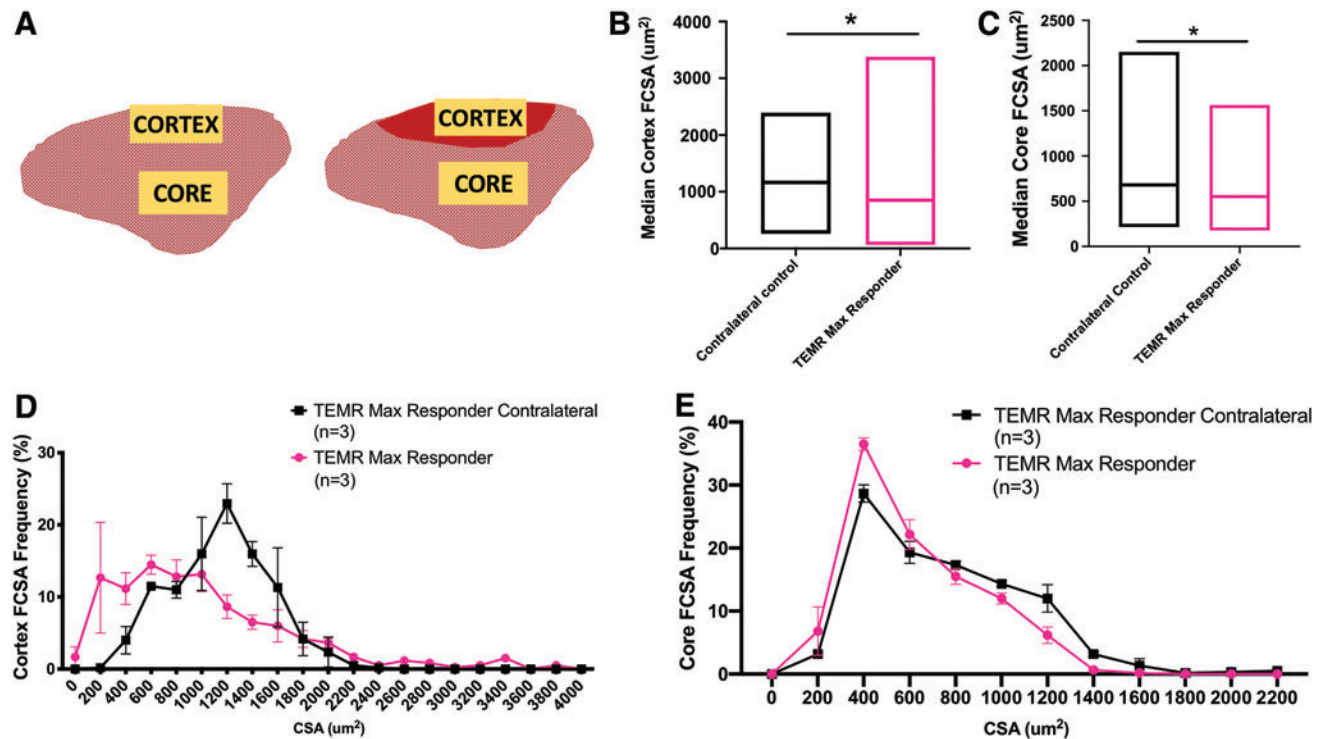 A
CORTEX
CORE
CORTEX
CORE
B
Median Cortex FCSA (um²)
4000
3000
2000
1000
0
*
Contralateral control
TEMR Max Responder
C
Median Core FCSA (um²)
2500
2000
1500
1000
500
0
*
Contralateral Control
TEMR Max Responder
D
TEMR Max Responder Contralateral
(n=3)
TEMR Max Responder
(n=3)
Cortex FCSA Frequency (%)
30
20
10
0
0 200 400 600 800 1000 1200 1400 1600 1800 2000 2200 2400 2600 2800 3000 3200 3400 3600 3800 4000
CSA (um²)
E
TEMR Max Responder Contralateral
(n=3)
TEMR Max Responder
(n=3)
Core FCSA Frequency (%)
40
30
20
10
0
0 200 400 600 800 1000 1200 1400 1600 1800 2000 2200
CSA (um²)